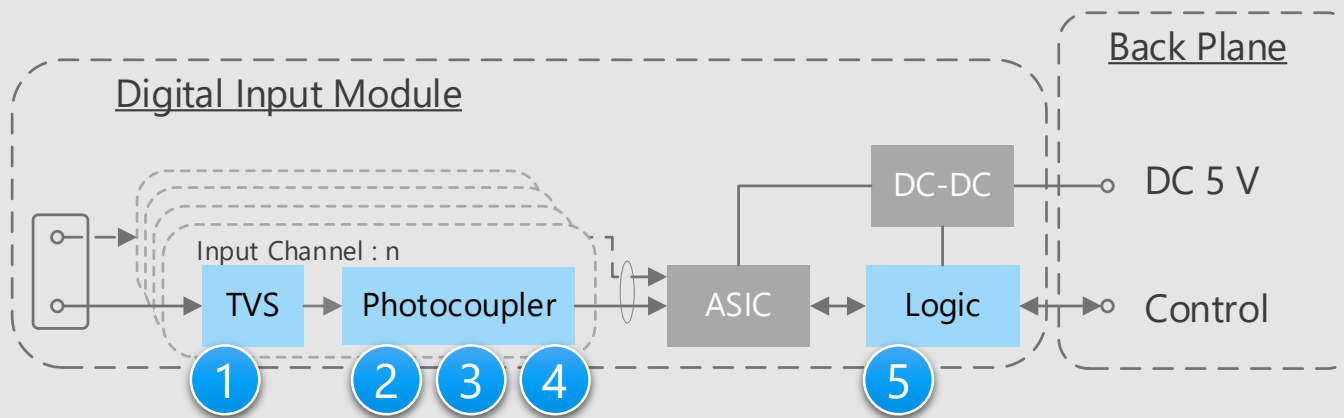 Back Plane
Digital Input Module
DC-DC
DC 5 V
Input Channel : n
TVS
Photocoupler
ASIC
Logic
Control
1
2
3
4
5